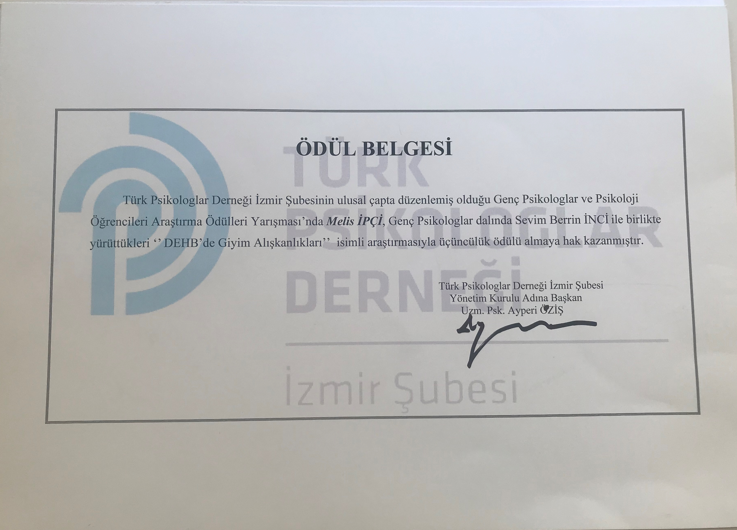 ÖDÜL BELGESİ
Türk Psikologlar Derneği İzmir Şubesinin ulusal çapta düzenlemiş olduğu Genç Psikologlar ve Psikoloji
Öğrencileri Araştırma Ödülleri Yarışması’nda Melis İPÇİ, Genç Psikologlar dalında Sevim Berrin İNCİ ile birlikte
yürüttükleri ‘’ DEHB’de Giyim Alışkanlıkları’’ isimli araştırmasıyla üçüncülük ödülü almaya hak kazanmıştır.
Türk Psikologlar Derneği İzmir Şubesi
Yönetim Kurulu Adına Başkan
Uzm. Psk. Ayperi ÖZİŞ
TÜRK
PSİKOLOGLAR
DERNEĞİ
İzmir Şubesi